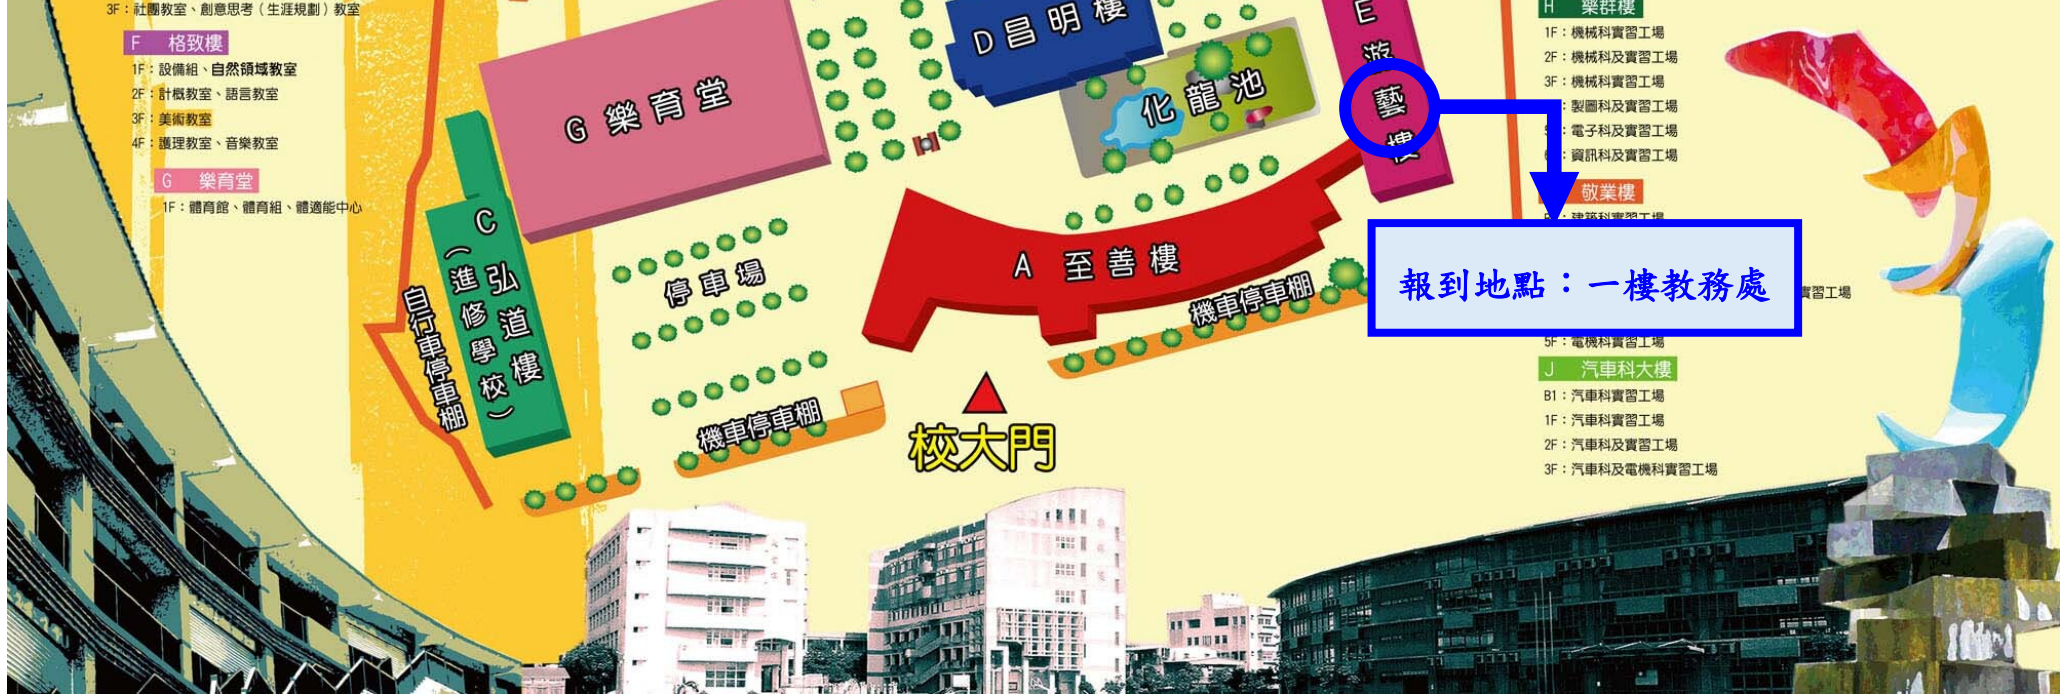 3F：社團教室、創意思考（生涯規劃）教室
F 格致樓
1F：設備組、自然領域教室
2F：計概教室、語言教室
3F：美術教室
4F：護理教室、音樂教室
G 樂育堂
1F：體育館、體育組、體適能中心
G 樂育堂
D 昌明樓
化龍池
E 游藝樓
C 弘道樓
（進修學校）
自行車停車棚
停車場
A 至善樓
機車停車棚
機車停車棚
校大門
H 樂群樓
1F：機械科實習工場
2F：機械科及實習工場
3F：機械科實習工場
：製圖科及實習工場
：電子科及實習工場
：資訊科及實習工場
敬業樓
：建築科實習工場
報到地點：一樓教務處
實習工場
5F：電機科實習工場
J 汽車科大樓
B1：汽車科實習工場
1F：汽車科實習工場
2F：汽車科及實習工場
3F：汽車科及電機科實習工場